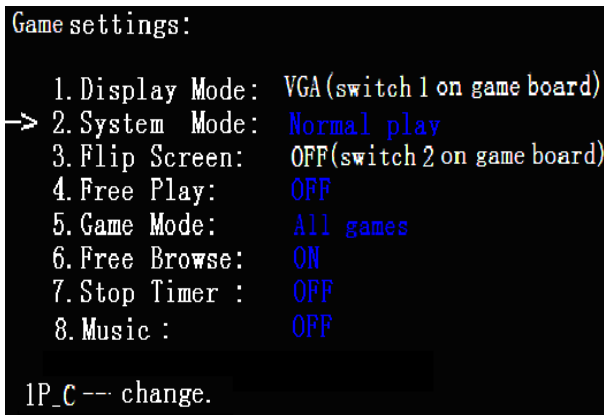 Game settings:
1. Display Mode: VGA(switch 1 on game board)
-> 2. System Mode: Normal play
3. Flip Screen: OFF(switch 2 on game board)
4. Free Play: OFF
5. Game Mode: All games
6. Free Browse: ON
7. Stop Timer : OFF
8. Music : OFF
1P_C --- change.